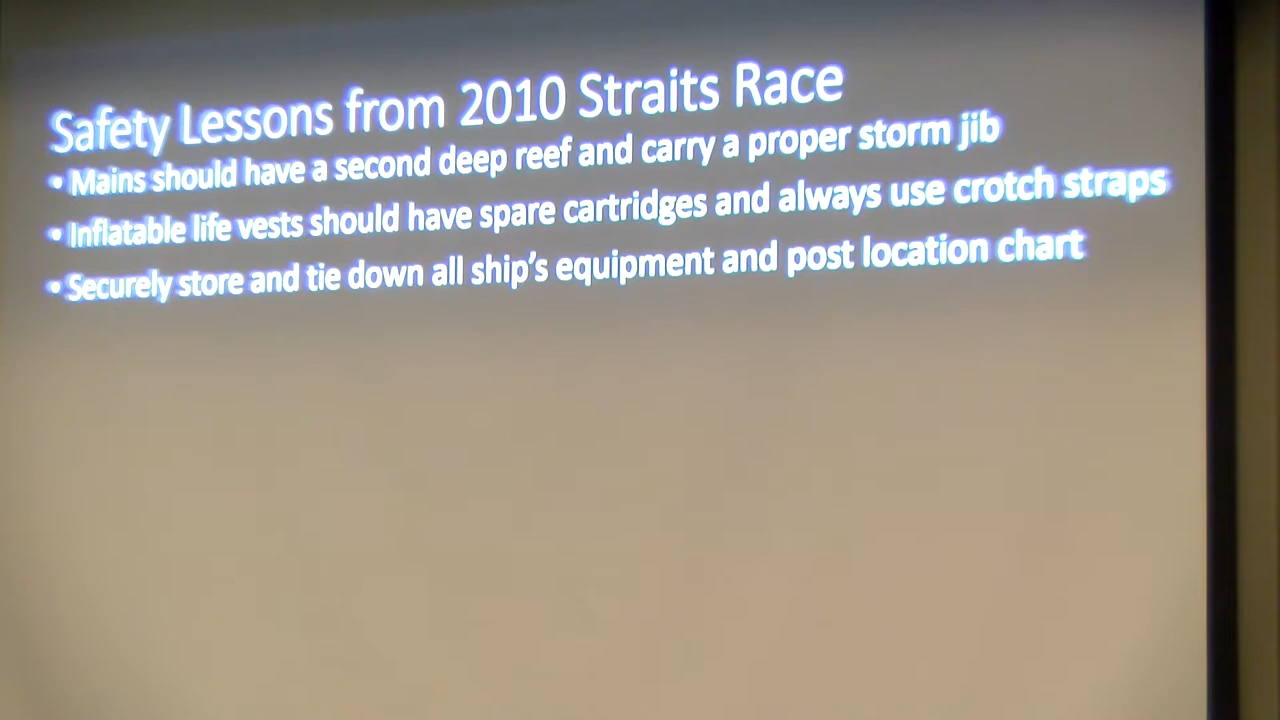 Safety Lessons from 2010 Straits Race
• Mains should have a second deep reef and carry a proper storm jib
• Inflatable life vests should have spare cartridges and always use crotch straps
• Securely store and tie down all ship's equipment and post location chart